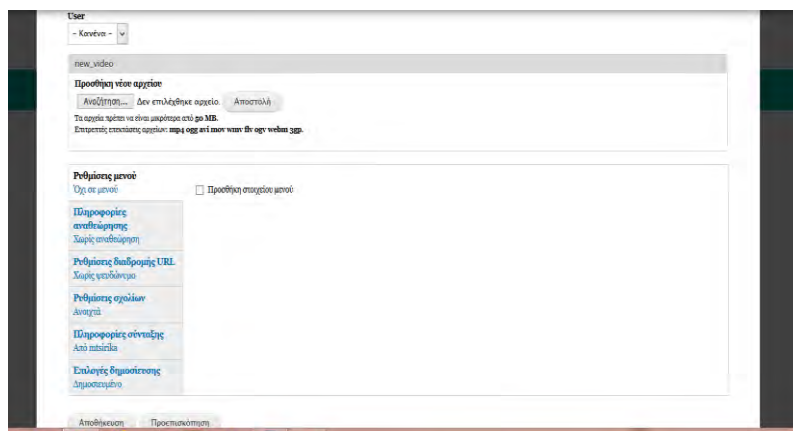 User
- Κανένα -
new_video
Προσθήκη νέου αρχείου
Αναζήτηση... Δεν επιλέχθηκε αρχείο. Αποστολή
Τα αρχεία πρέπει να είναι μικρότερα από 50 MB.
Επιτρεπτές επεκτάσεις αρχείων: mp4 ogg avi mov wmv flv ogv webm 3gp.
Ρυθμίσεις μενού
Όχι σε μενού
Προσθήκη στοιχείου μενού
Πληροφορίες
αναθεώρησης
Χωρίς αναθεώρηση
Ρυθμίσεις διαδρομής URL
Χωρίς ψευδώνυμο
Ρυθμίσεις σχολίων
Ανοιχτά
Πληροφορίες σύνταξης
Από mtsirika
Επιλογές δημοσίευσης
Δημοσιευμένο
Αποθήκευση Προεπισκόπηση